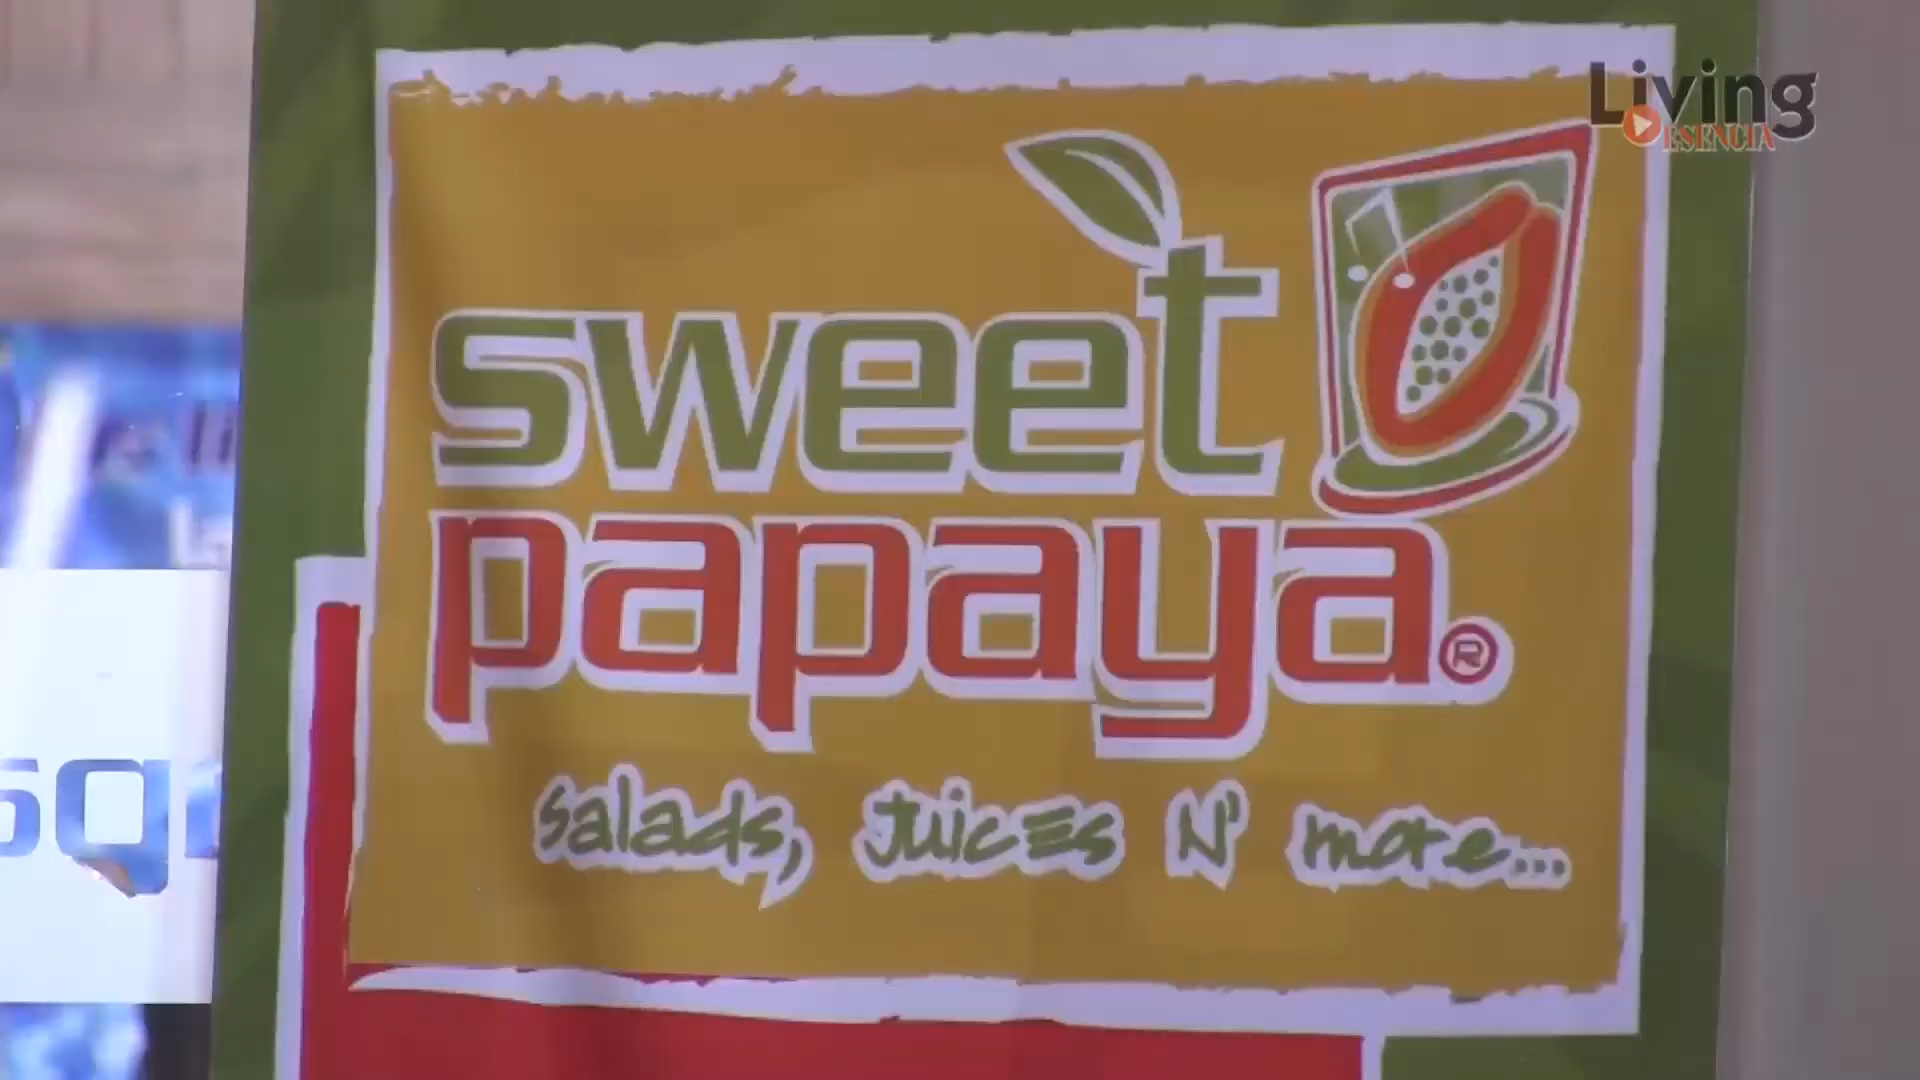 Living
ESENCIA
sweet
papaya®
salads, Juices N' more...